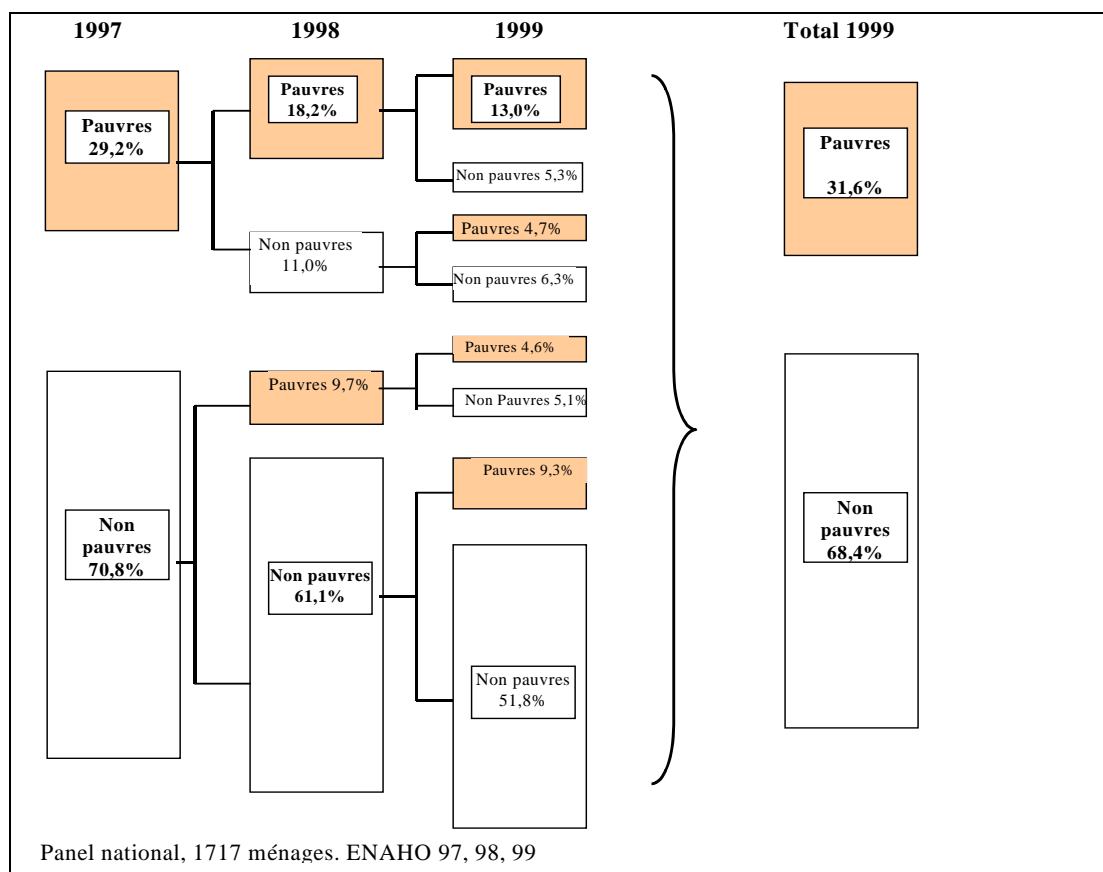 1997 1998 1999 Total 1999
Pauvres
29,2%
Pauvres
18,2%
Pauvres
13,0%
Non pauvres 5,3%
Non pauvres
11,0%
Pauvres 4,7%
Non pauvres 6,3%
Pauvres
31,6%
Non
pauvres
70,8%
Pauvres 9,7%
Pauvres 4,6%
Non Pauvres 5,1%
Non pauvres
61,1%
Pauvres 9,3%
Non pauvres
51,8%
Non
pauvres
68,4%
Panel national, 1717 ménages. ENAHO 97, 98, 99